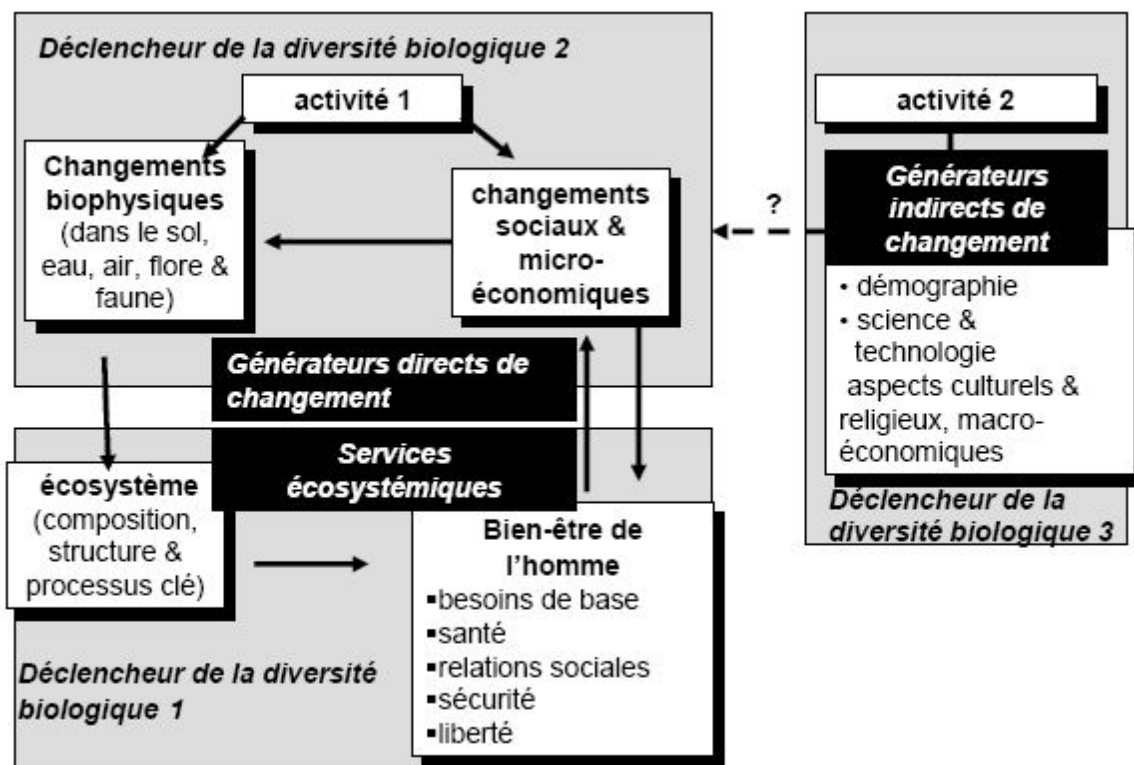 Déclencheur de la diversité biologique 2
activité 1
Changements
biophysiques
(dans le sol,
eau, air, flore &
faune)
changements
sociaux &
micro-
économiques
Générateurs directs de
changement
?
activité 2
Générateurs
indirects de
changement
• démographie
• science &
technologie
aspects culturels &
religieux, macro-
économiques
Déclencheur de la
diversité biologique 3
Services
écosystémiques
écosystème
(composition,
structure &
processus clé)
Bien-être de
l'homme
▪besoins de base
▪santé
▪relations sociales
▪sécurité
▪liberté
Déclencheur de la diversité
biologique 1